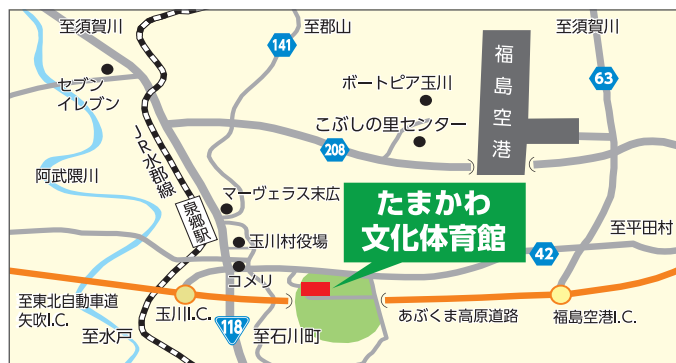 至須賀川
至郡山
至須賀川
141
セブン
イレブン
ボートピア玉川
福島空港
63
こぶしの里センター
JR水郡線
208
阿武隈川
マーヴェラス末広
たまかわ
文化体育館
泉郷駅
至平田村
玉川村役場
42
コメリ
至東北自動車道
矢吹I.C.
玉川I.C.
あぶくま高原道路
福島空港I.C.
118
至水戸
至石川町